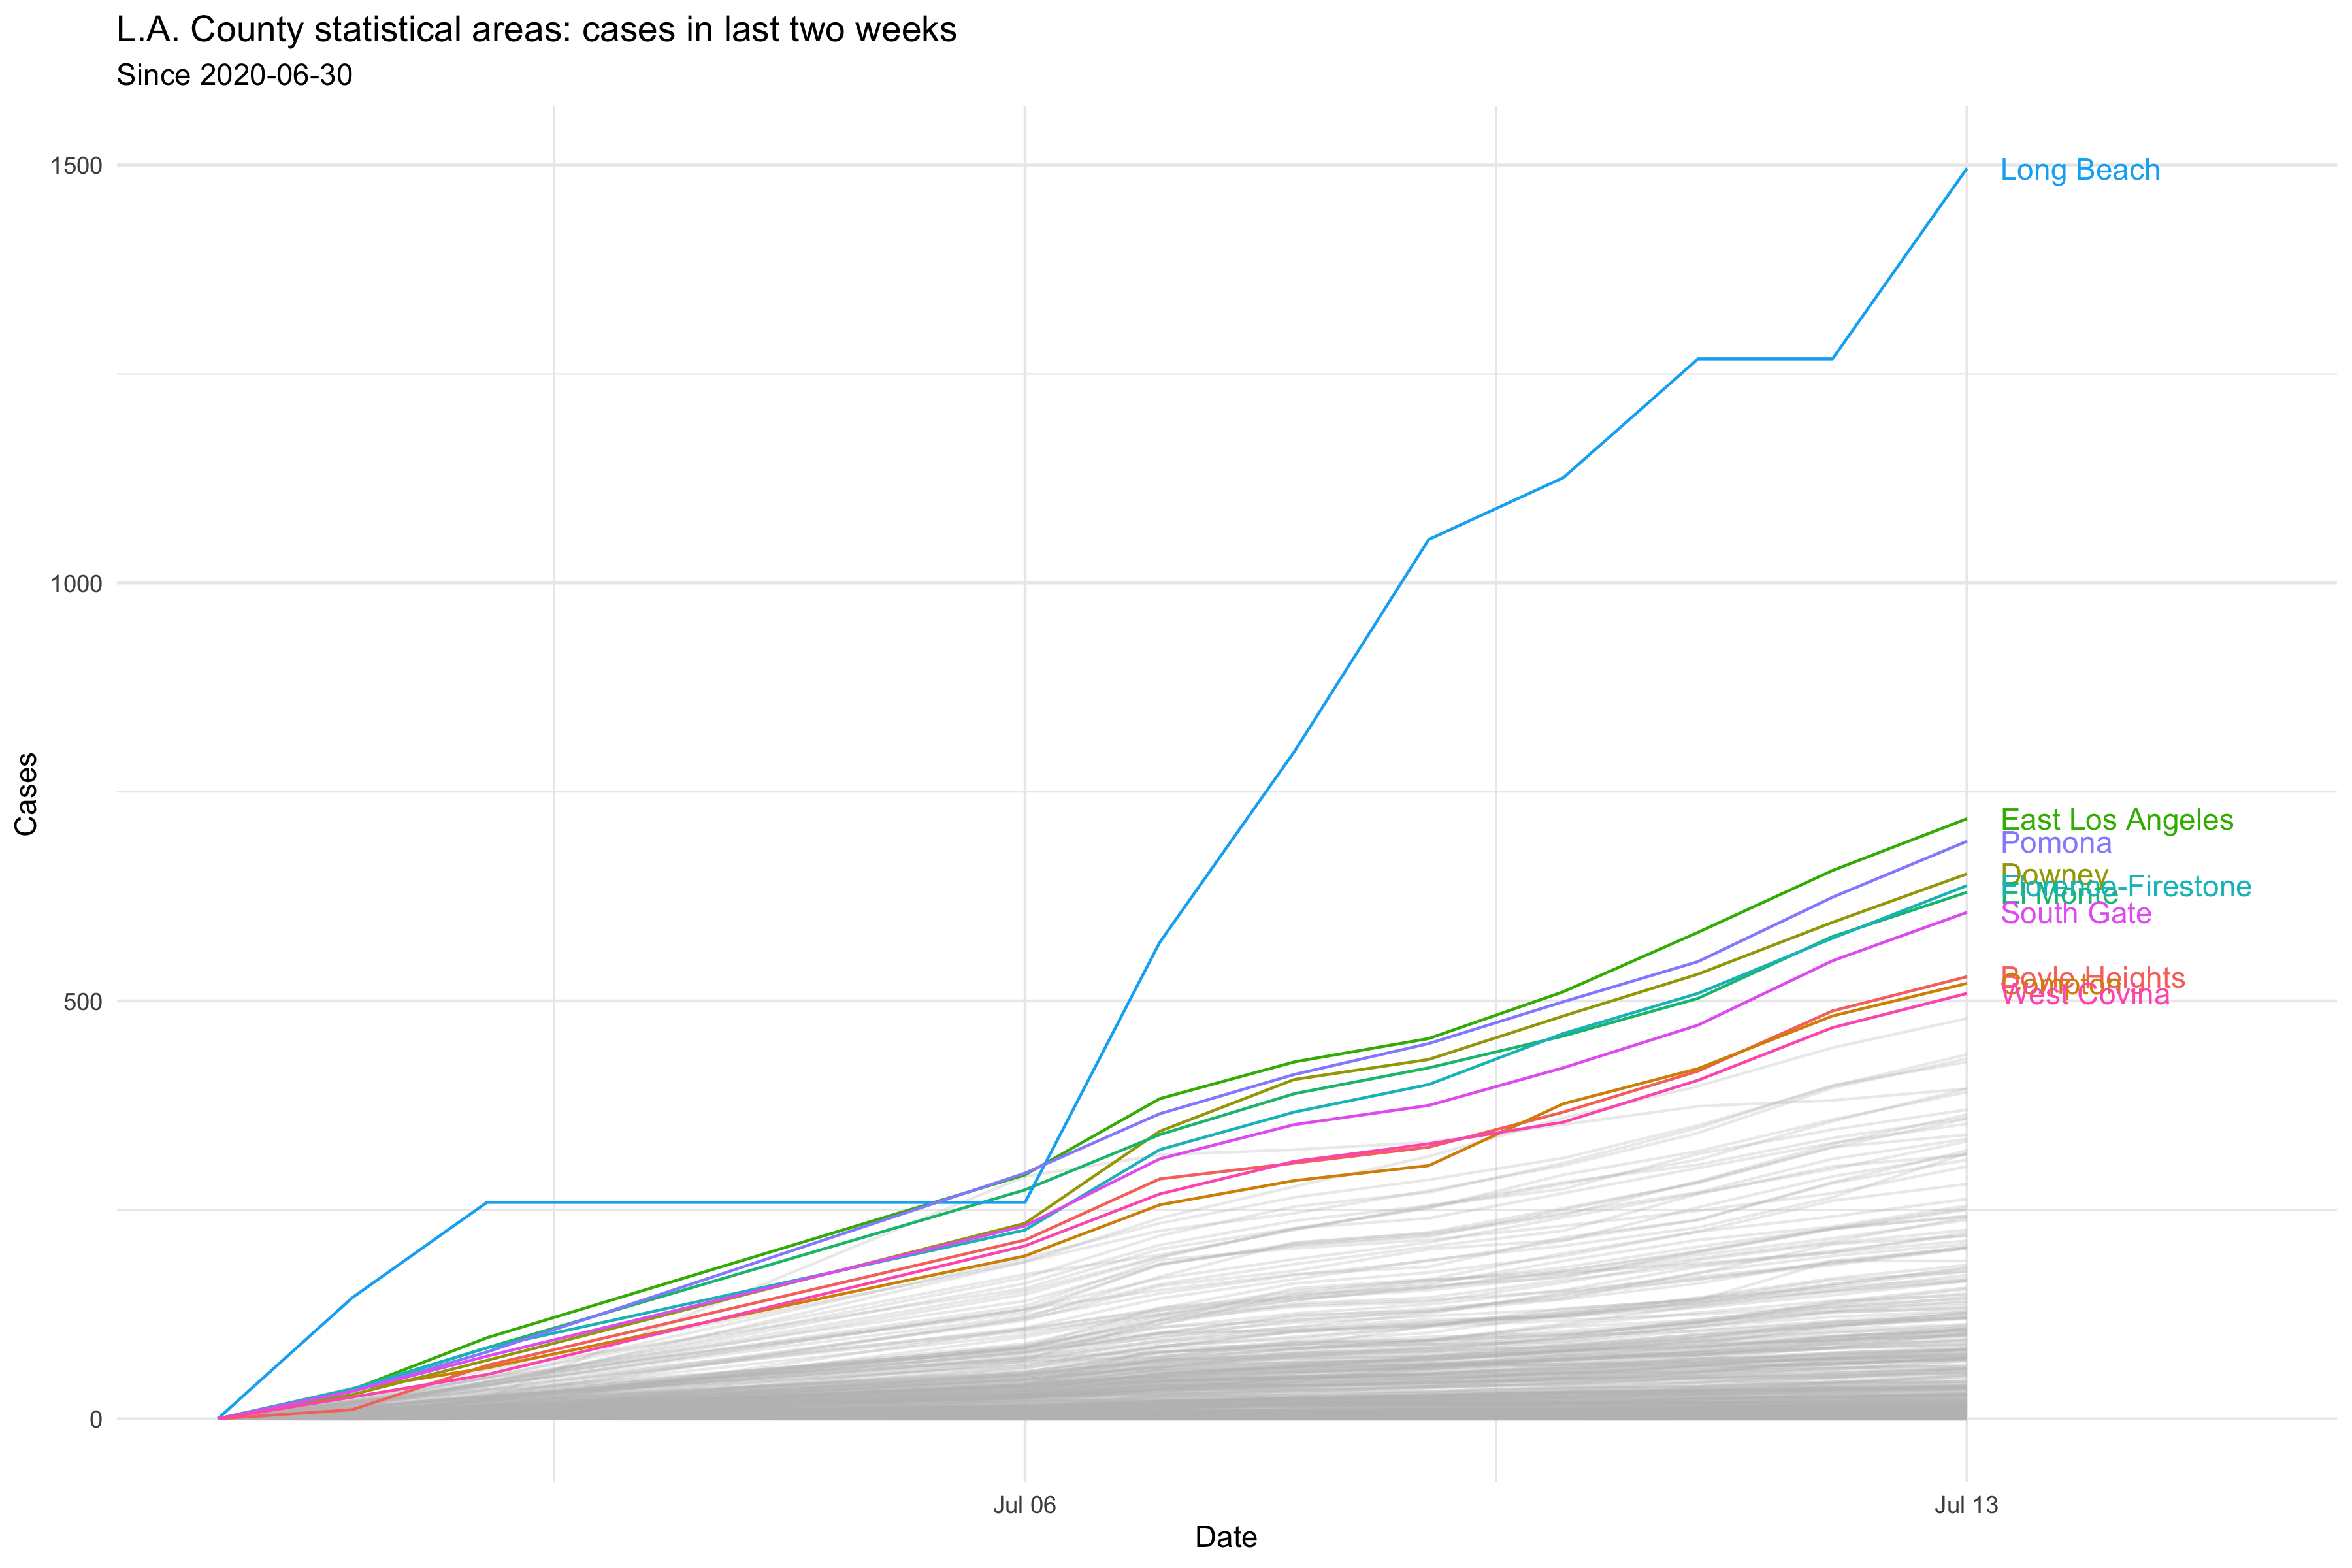 L.A. County statistical areas: cases in last two weeks
Since 2020-06-30
1500
1000
500
0
Cases
Long Beach
East Los Angeles
Pomona
Downey
Florence-Firestone
El Monte
South Gate
Boyle Heights
Compton
West Covina
Jul 06
Jul 13
Date